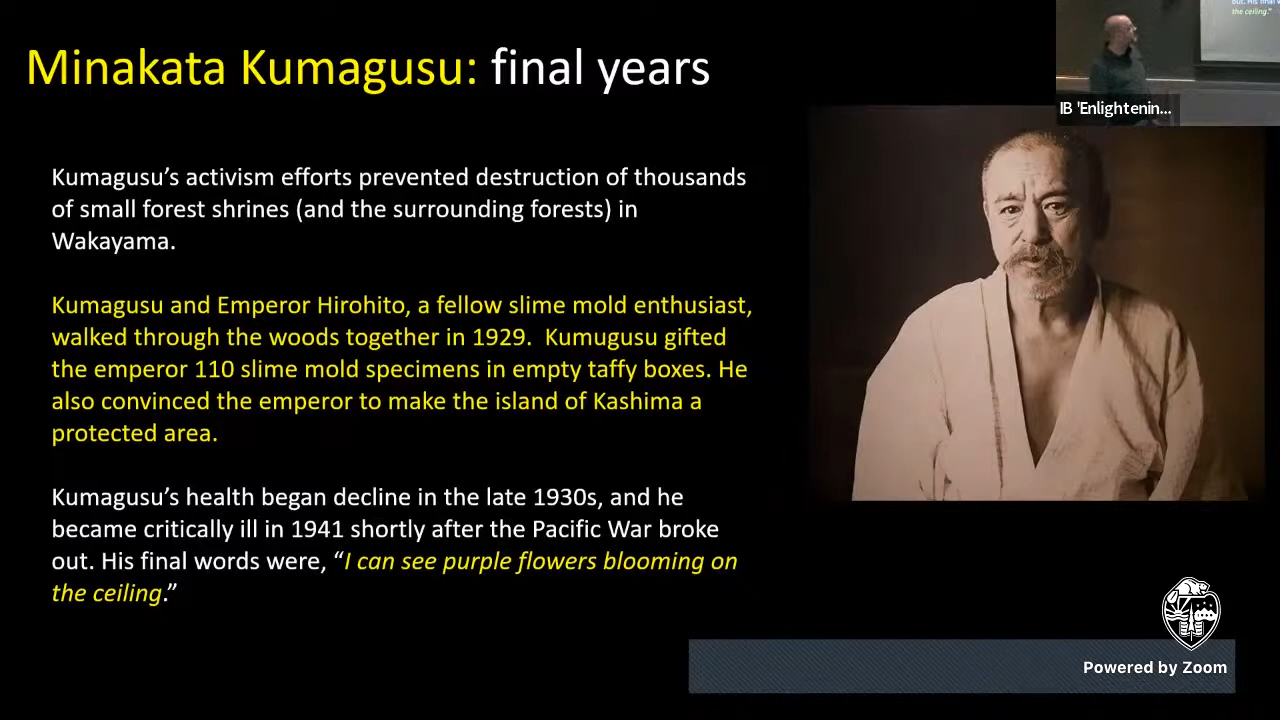 Minakata Kumagusu: final years
the ceiling."
IB 'Enlightenin...
Kumagusu’s activism efforts prevented destruction of thousands
of small forest shrines (and the surrounding forests) in
Wakayama.
Kumagusu and Emperor Hirohito, a fellow slime mold enthusiast,
walked through the woods together in 1929.  Kumugusu gifted
the emperor 110 slime mold specimens in empty taffy boxes. He
also convinced the emperor to make the island of Kashima a
protected area.
Kumagusu’s health began decline in the late 1930s, and he
became critically ill in 1941 shortly after the Pacific War broke
out. His final words were, “I can see purple flowers blooming on
the ceiling.”
Powered by Zoom